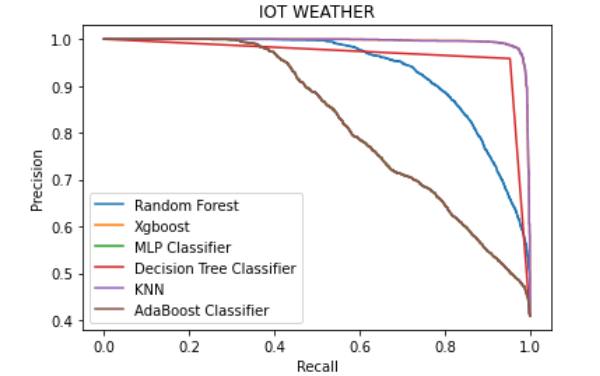 IOT WEATHER
1.0
0.9
0.8
0.7
0.6
0.5
0.4
Precision
Random Forest
Xgboost
MLP Classifier
Decision Tree Classifier
KNN
AdaBoost Classifier
0.0 0.2 0.4 0.6 0.8 1.0
Recall